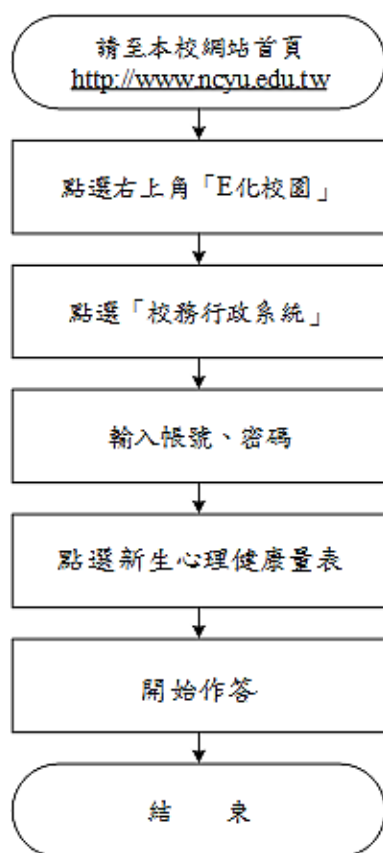 請至本校網站首頁
http://www.ncyu.edu.tw
點選右上角「E化校園」
點選「校務行政系統」
輸入帳號、密碼
點選新生心理健康量表
開始作答
結　　束